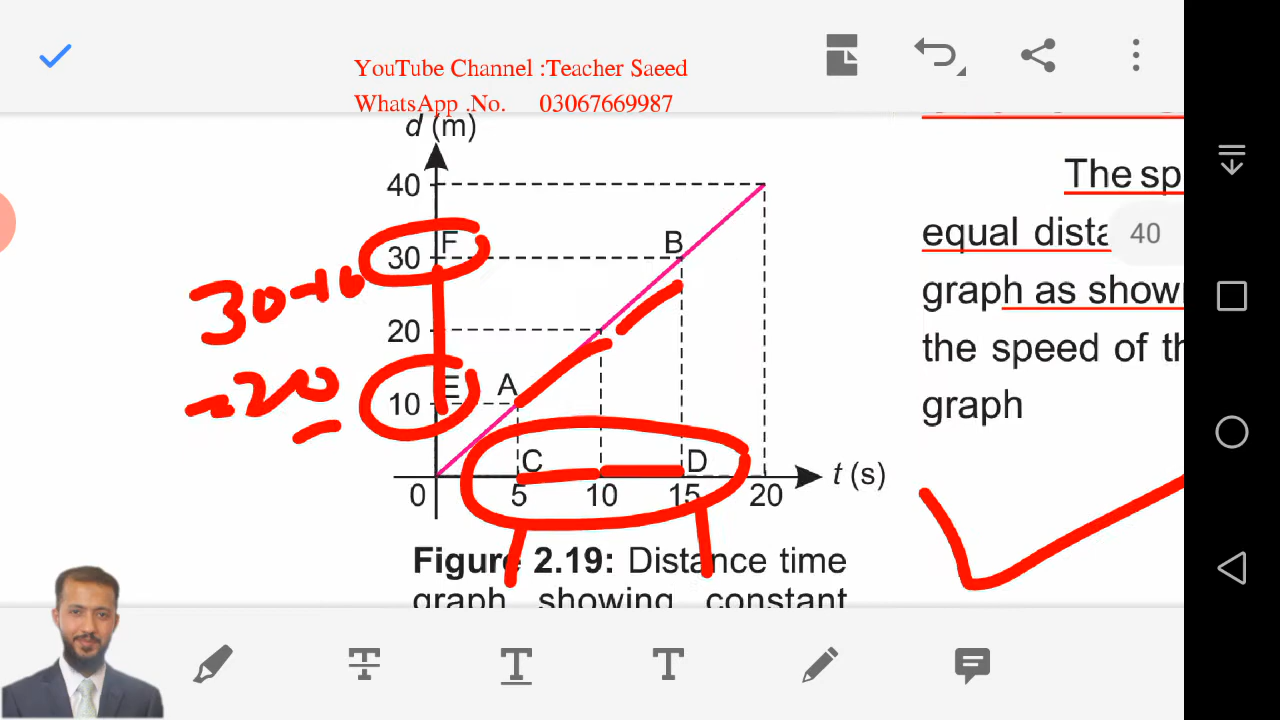 YouTube Channel :Teacher Saeed
WhatsApp .No. 03067669987
d (m)
40
F
30
B
20
E
A
10
C
D
0
5
10
15
20
t (s)
30-10
=20
Figure 2.19: Distance time
graph showing constant
The sp
equal dista
40
graph as show
the speed of th
graph